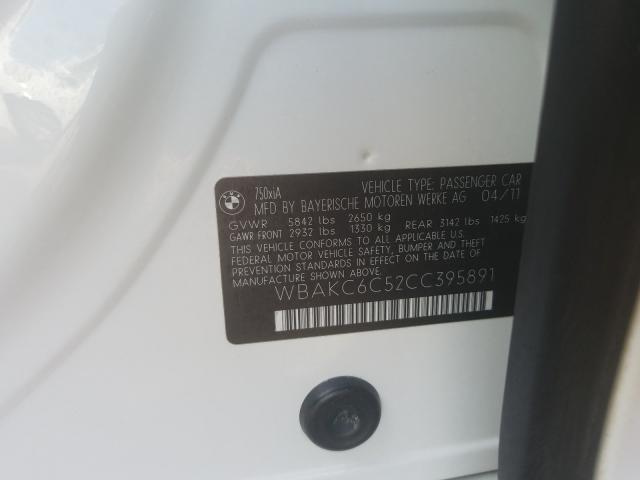 BMW
750xiA
VEHICLE TYPE: PASSENGER CAR
MFD BY BAYERISCHE MOTOREN WERKE AG 04/11
GVWR 5842 lbs 2650 kg
GAWR FRONT 2932 lbs 1330 kg REAR 3142 lbs 1425 kg
THIS VEHICLE CONFORMS TO ALL APPLICABLE U.S.
FEDERAL MOTOR VEHICLE SAFETY, BUMPER AND THEFT
PREVENTION STANDARDS IN EFFECT ON THE DATE OF
MANUFACTURE SHOWN ABOVE.
WBAKC6C52CC395891